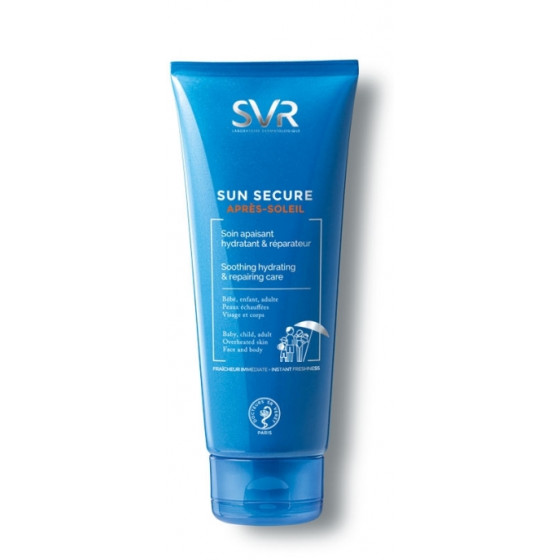 SVR
LABORATOIRE DERMATOLOGIQUE
SUN SECURE
APRÈS-SOLEIL
Soin apaisant
hydratant & réparateur
Soothing hydrating
& repairing care
Bébé, enfant, adulte
Peaux échauffées
Visage et corps
Baby, child, adult
Overheated skin
Face and body
FRAÎCHEUR IMMÉDIATE - INSTANT FRESHNESS
PARIS